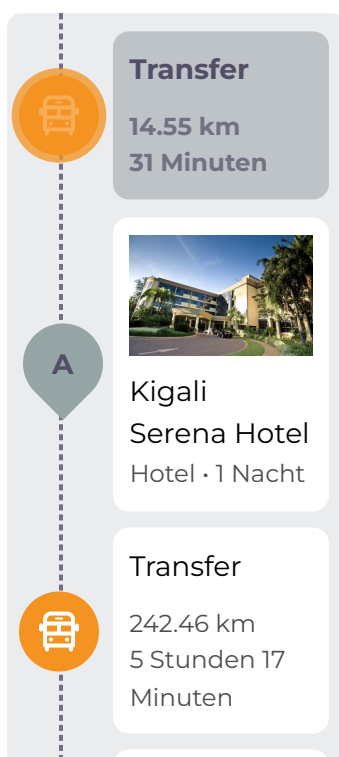 Transfer
14.55 km
31 Minuten
A
Kigali
Serena Hotel
Hotel • 1 Nacht
Transfer
242.46 km
5 Stunden 17
Minuten